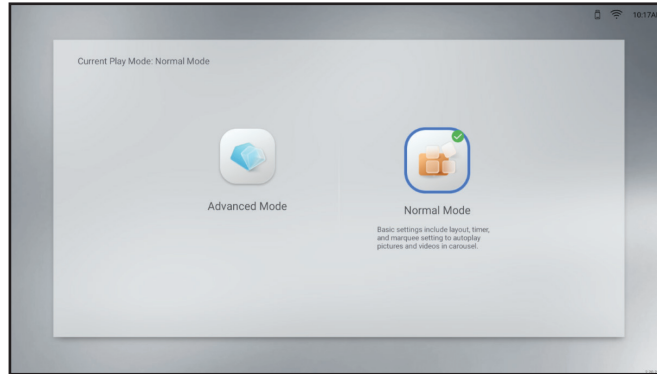 10:17AM
Current Play Mode: Normal Mode
Advanced Mode
Normal Mode
Basic settings include layout, timer,
and marquee setting to autoplay
pictures and videos in carousel.